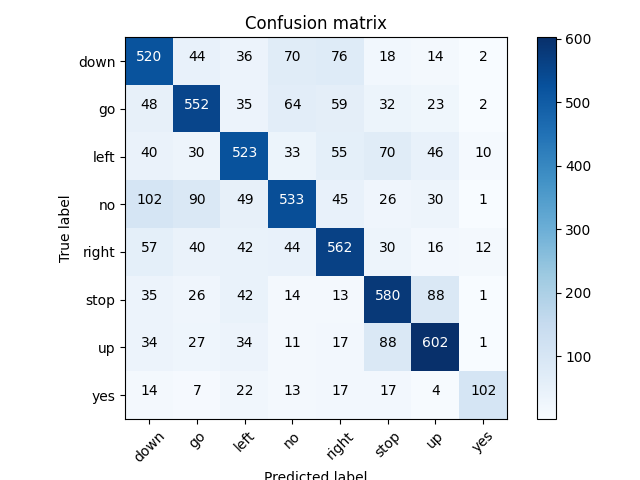 Confusion matrix
down 520 44 36 70 76 18 14 2
go 48 552 35 64 59 32 23 2
left 40 30 523 33 55 70 46 10
no 102 90 49 533 45 26 30 1
right 57 40 42 44 562 30 16 12
stop 35 26 42 14 13 580 88 1
up 34 27 34 11 17 88 602 1
yes 14 7 22 13 17 17 4 102
down go left no right stop up yes
Predicted label
True label
600
500
400
300
200
100